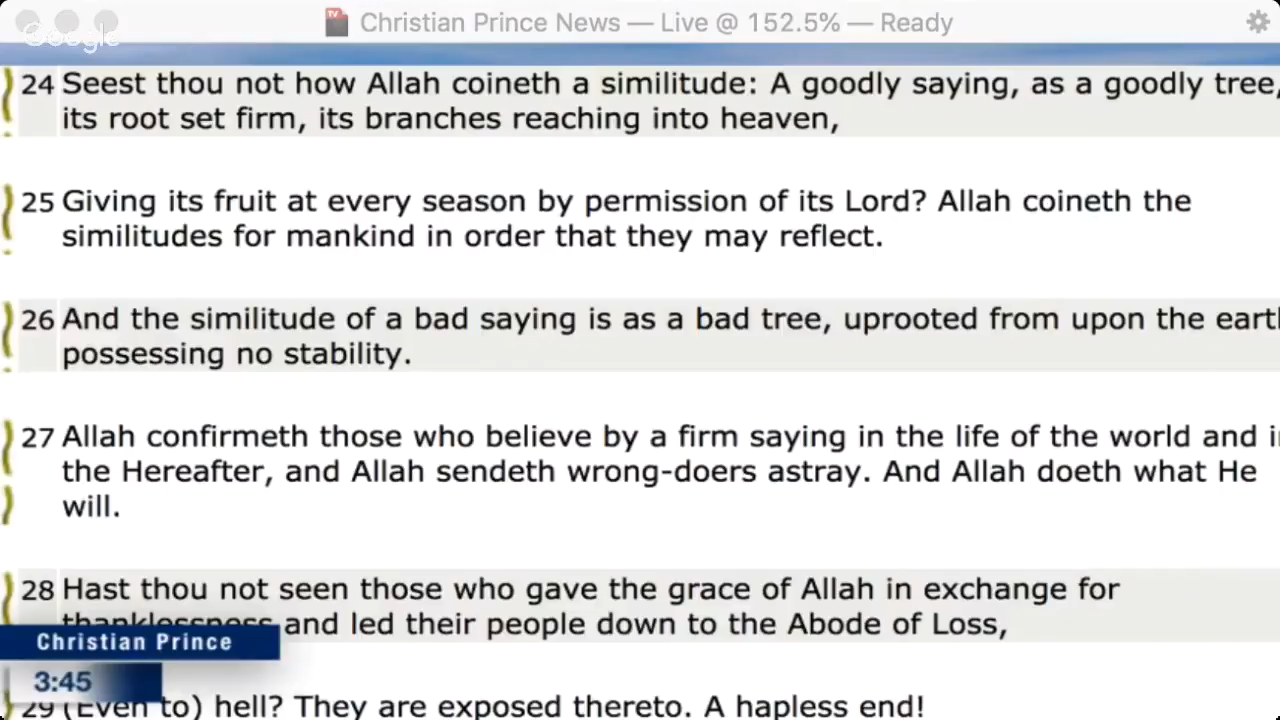 Christian Prince News — Live @ 152.5% — Ready
Google
24 Seest thou not how Allah coineth a similitude: A goodly saying, as a goodly tree,
its root set firm, its branches reaching into heaven,
25 Giving its fruit at every season by permission of its Lord? Allah coineth the
similitudes for mankind in order that they may reflect.
26 And the similitude of a bad saying is as a bad tree, uprooted from upon the earth
possessing no stability.
27 Allah confirmeth those who believe by a firm saying in the life of the world and in
the Hereafter, and Allah sendeth wrong-doers astray. And Allah doeth what He
will.
28 Hast thou not seen those who gave the grace of Allah in exchange for
thanklessness and led their people down to the Abode of Loss,
Christian Prince
3:45
29 (Even to) hell? They are exposed thereto. A hapless end!